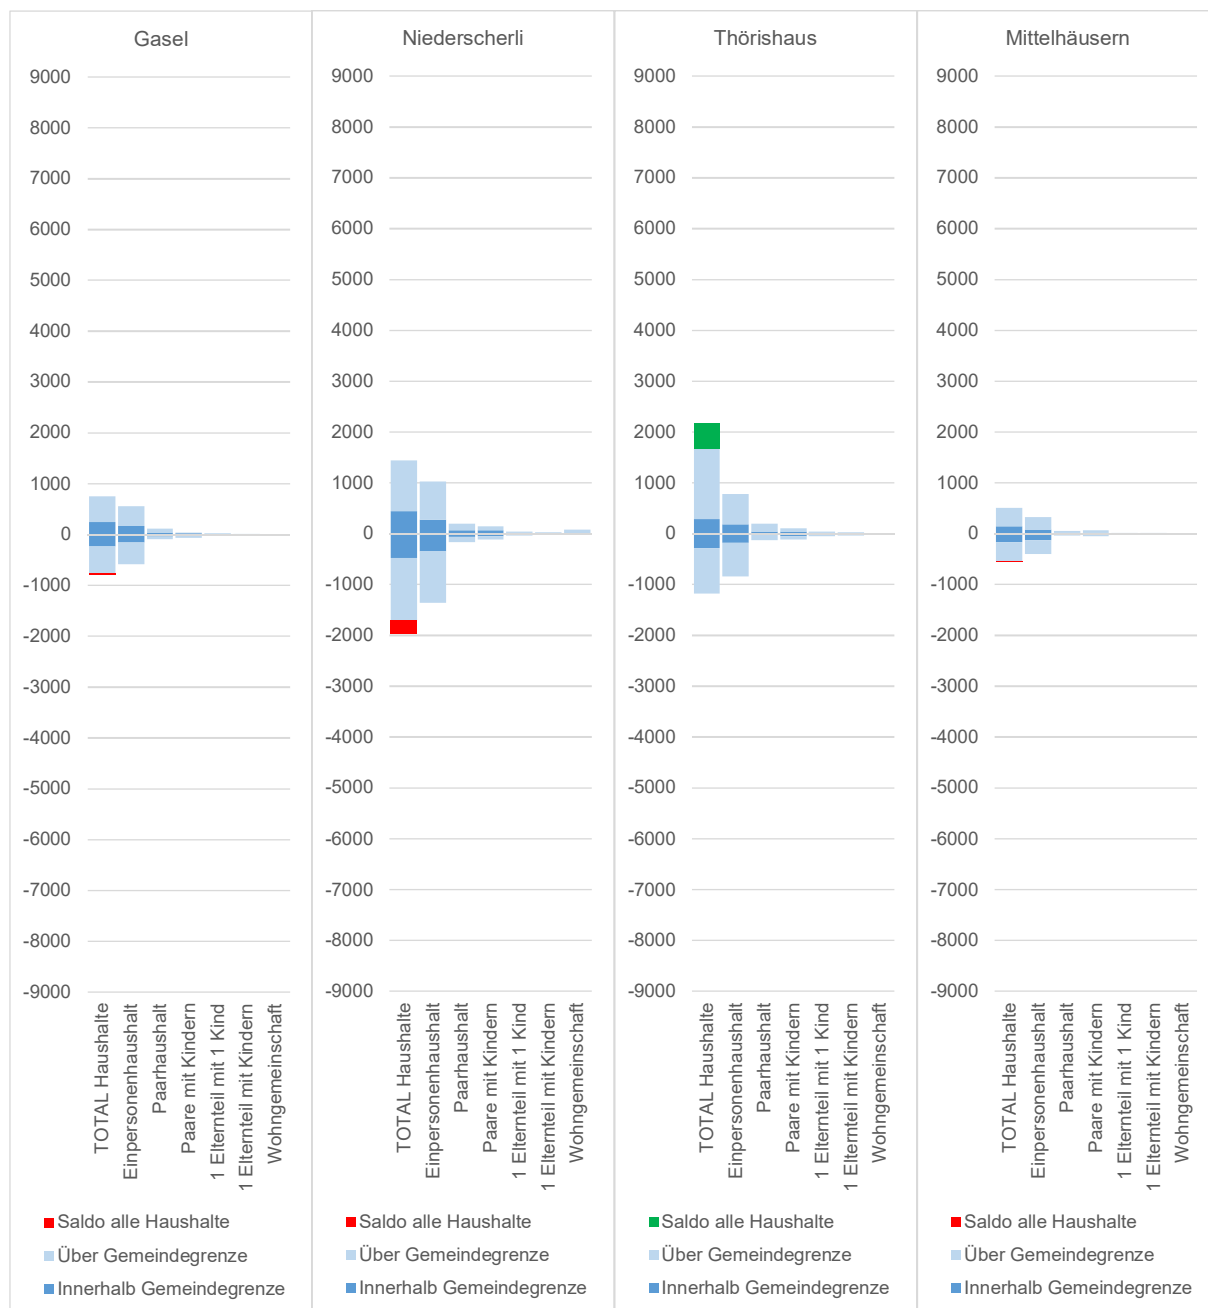 Gasel
9000
8000
7000
6000
5000
4000
3000
2000
1000
0
-1000
-2000
-3000
-4000
-5000
-6000
-7000
-8000
-9000
TOTAL Haushalte
Einpersonenhaushalt
Paarhaushalt
Paare mit Kindern
1 Elternteil mit 1 Kind
1 Elternteil mit Kindern
Wohngemeinschaft
Saldo alle Haushalte
Über Gemeindegrenze
Innerhalb Gemeindegrenze
Niederscherli
9000
8000
7000
6000
5000
4000
3000
2000
1000
0
-1000
-2000
-3000
-4000
-5000
-6000
-7000
-8000
-9000
TOTAL Haushalte
Einpersonenhaushalt
Paarhaushalt
Paare mit Kindern
1 Elternteil mit 1 Kind
1 Elternteil mit Kindern
Wohngemeinschaft
Saldo alle Haushalte
Über Gemeindegrenze
Innerhalb Gemeindegrenze
Thörishaus
9000
8000
7000
6000
5000
4000
3000
2000
1000
0
-1000
-2000
-3000
-4000
-5000
-6000
-7000
-8000
-9000
TOTAL Haushalte
Einpersonenhaushalt
Paarhaushalt
Paare mit Kindern
1 Elternteil mit 1 Kind
1 Elternteil mit Kindern
Wohngemeinschaft
Saldo alle Haushalte
Über Gemeindegrenze
Innerhalb Gemeindegrenze
Mittelhäusern
9000
8000
7000
6000
5000
4000
3000
2000
1000
0
-1000
-2000
-3000
-4000
-5000
-6000
-7000
-8000
-9000
TOTAL Haushalte
Einpersonenhaushalt
Paarhaushalt
Paare mit Kindern
1 Elternteil mit 1 Kind
1 Elternteil mit Kindern
Wohngemeinschaft
Saldo alle Haushalte
Über Gemeindegrenze
Innerhalb Gemeindegrenze